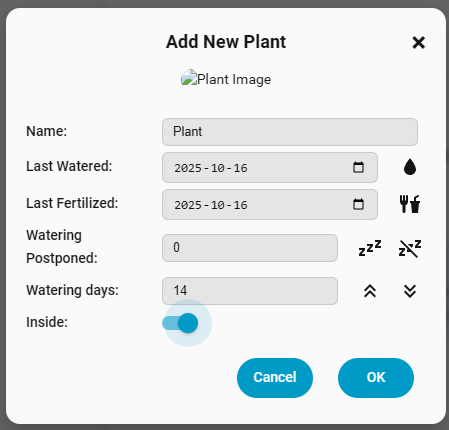 Add New Plant
Plant Image
Name: Plant
Last Watered: 2025-10-16
Last Fertilized: 2025-10-16
Watering
Postponed: 0 zzz zzz
Watering days: 14
Inside:
Cancel OK